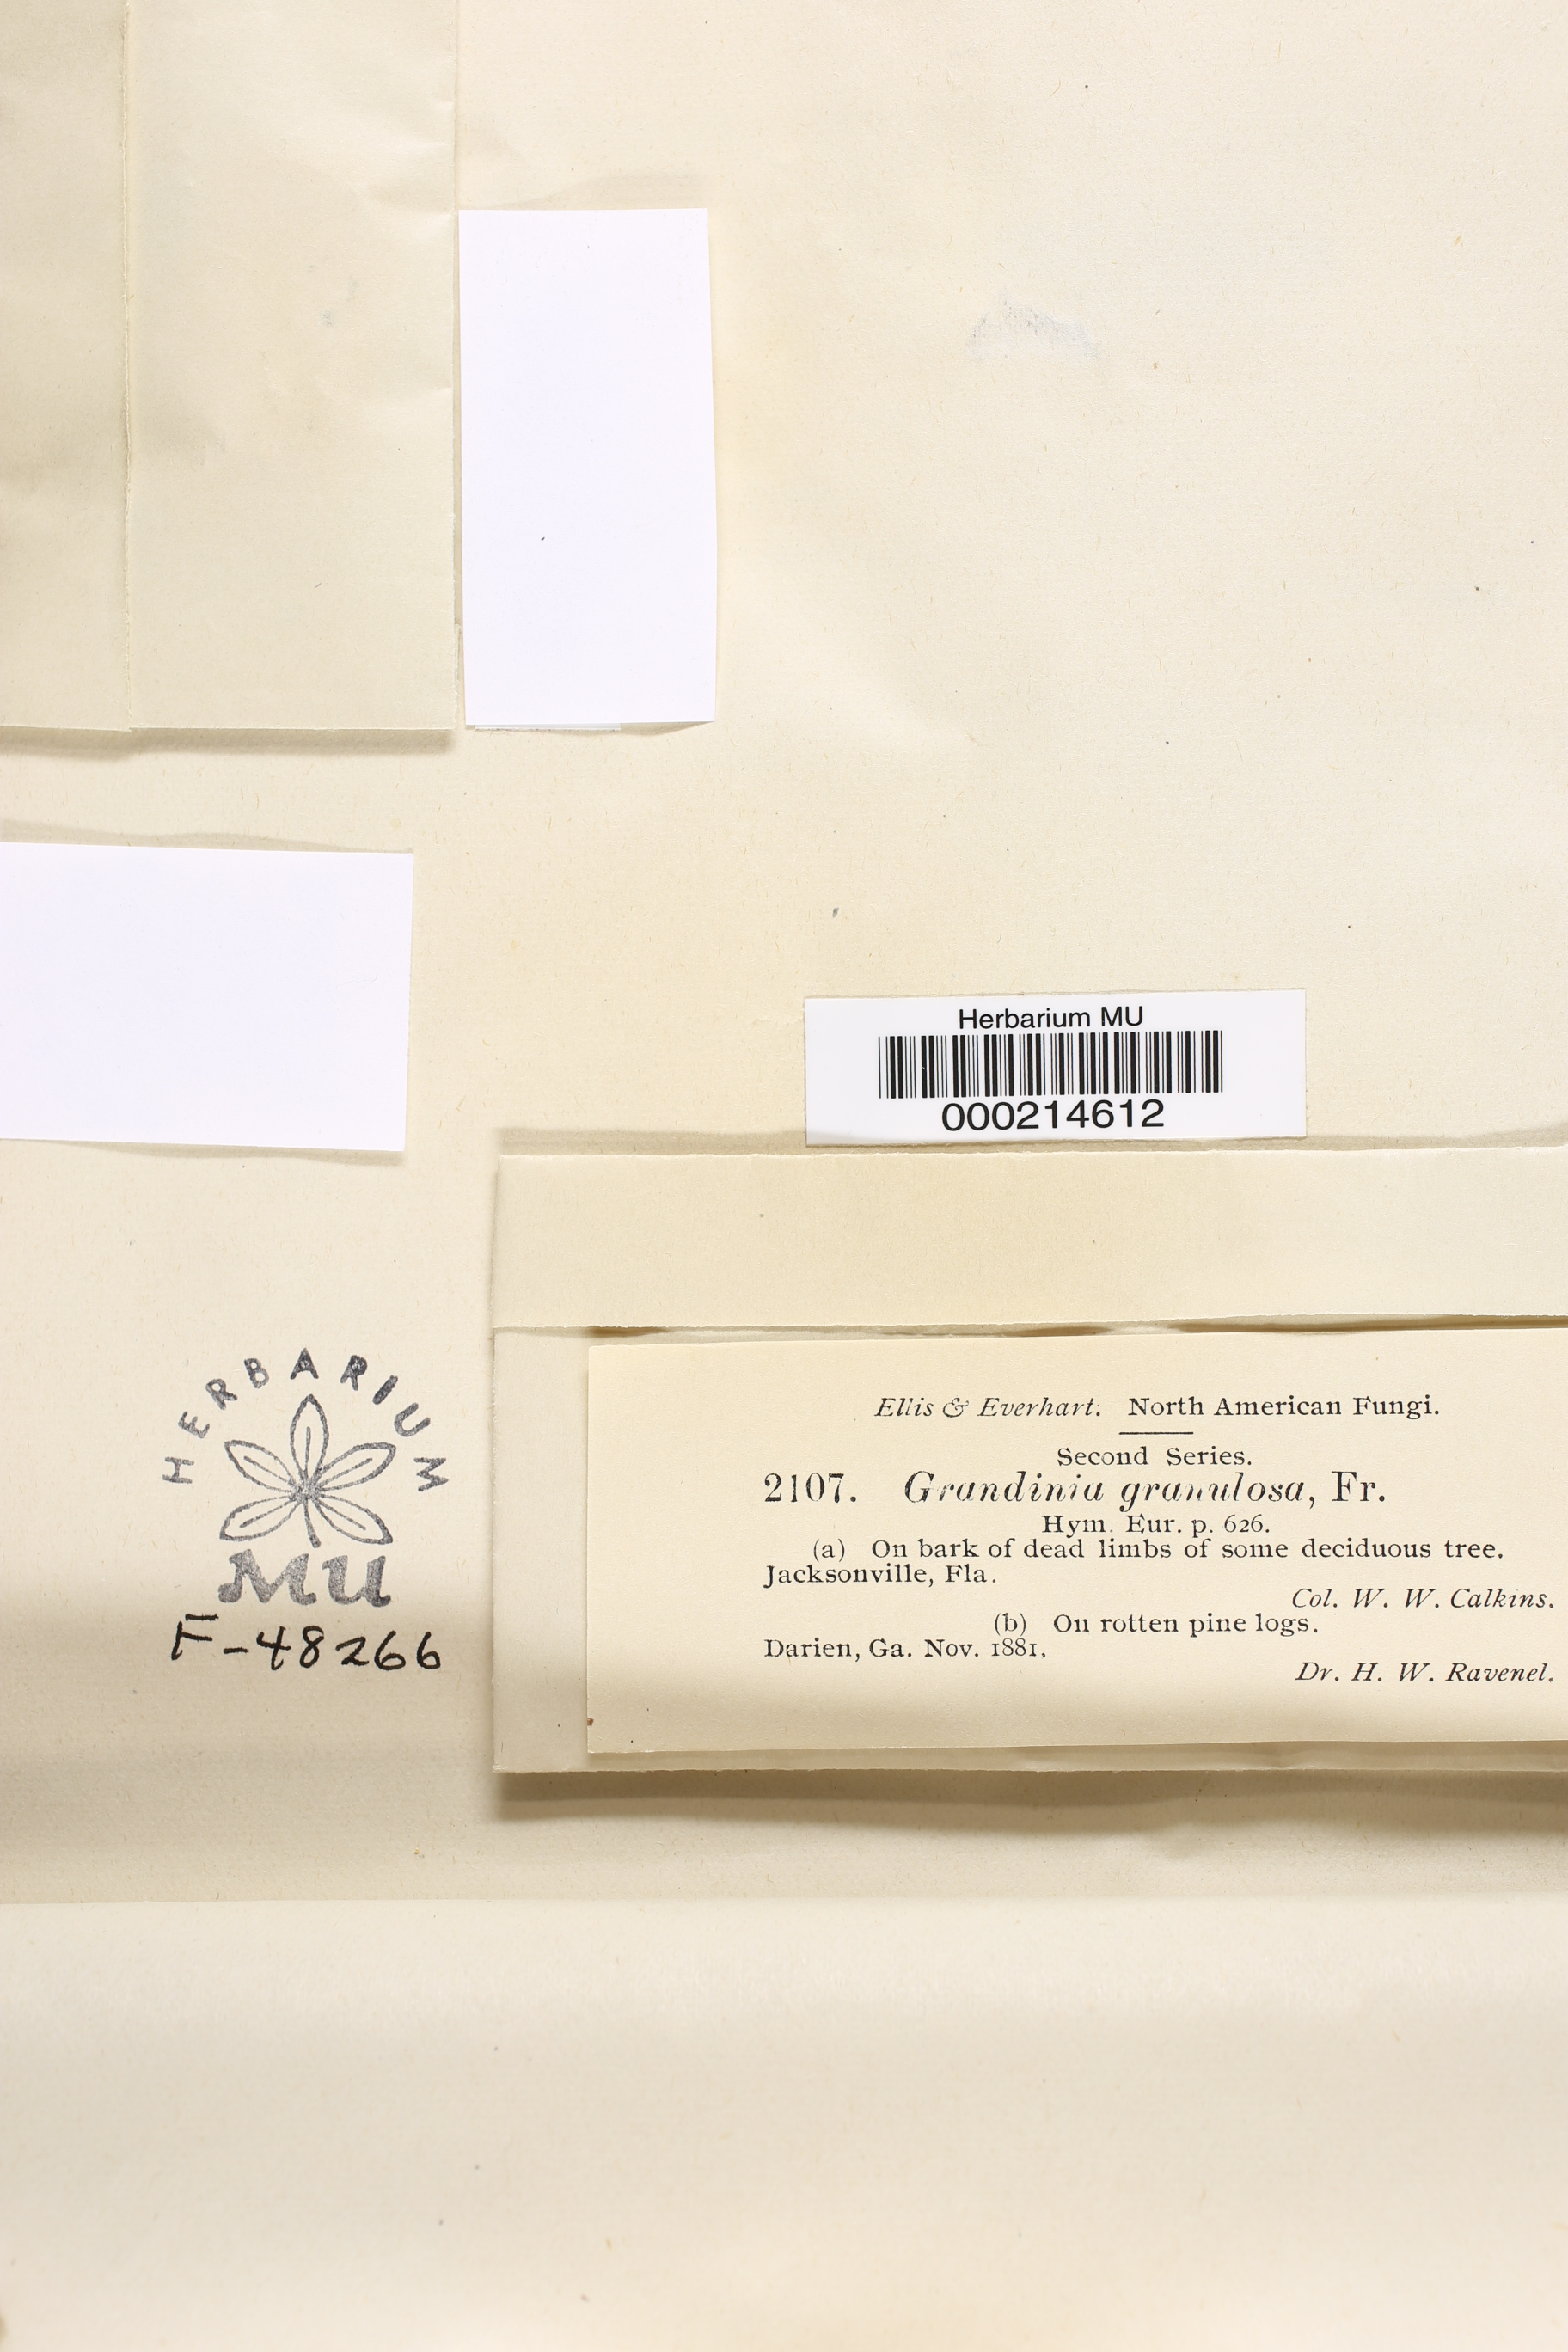 Herbarium MU
000214612
Ellis & Everhart. North American Fungi.
Second Series.
2107. Grandinia granulosa, Fr.
Hym. Eur. p. 626.
(a) On bark of dead limbs of some deciduous tree.
Jacksonville, Fla.
Col. W. W. Calkins.
(b) On rotten pine logs.
Darien, Ga. Nov. 1881.
Dr. H. W. Ravenel.
HERBARIUM
MU
F-48266